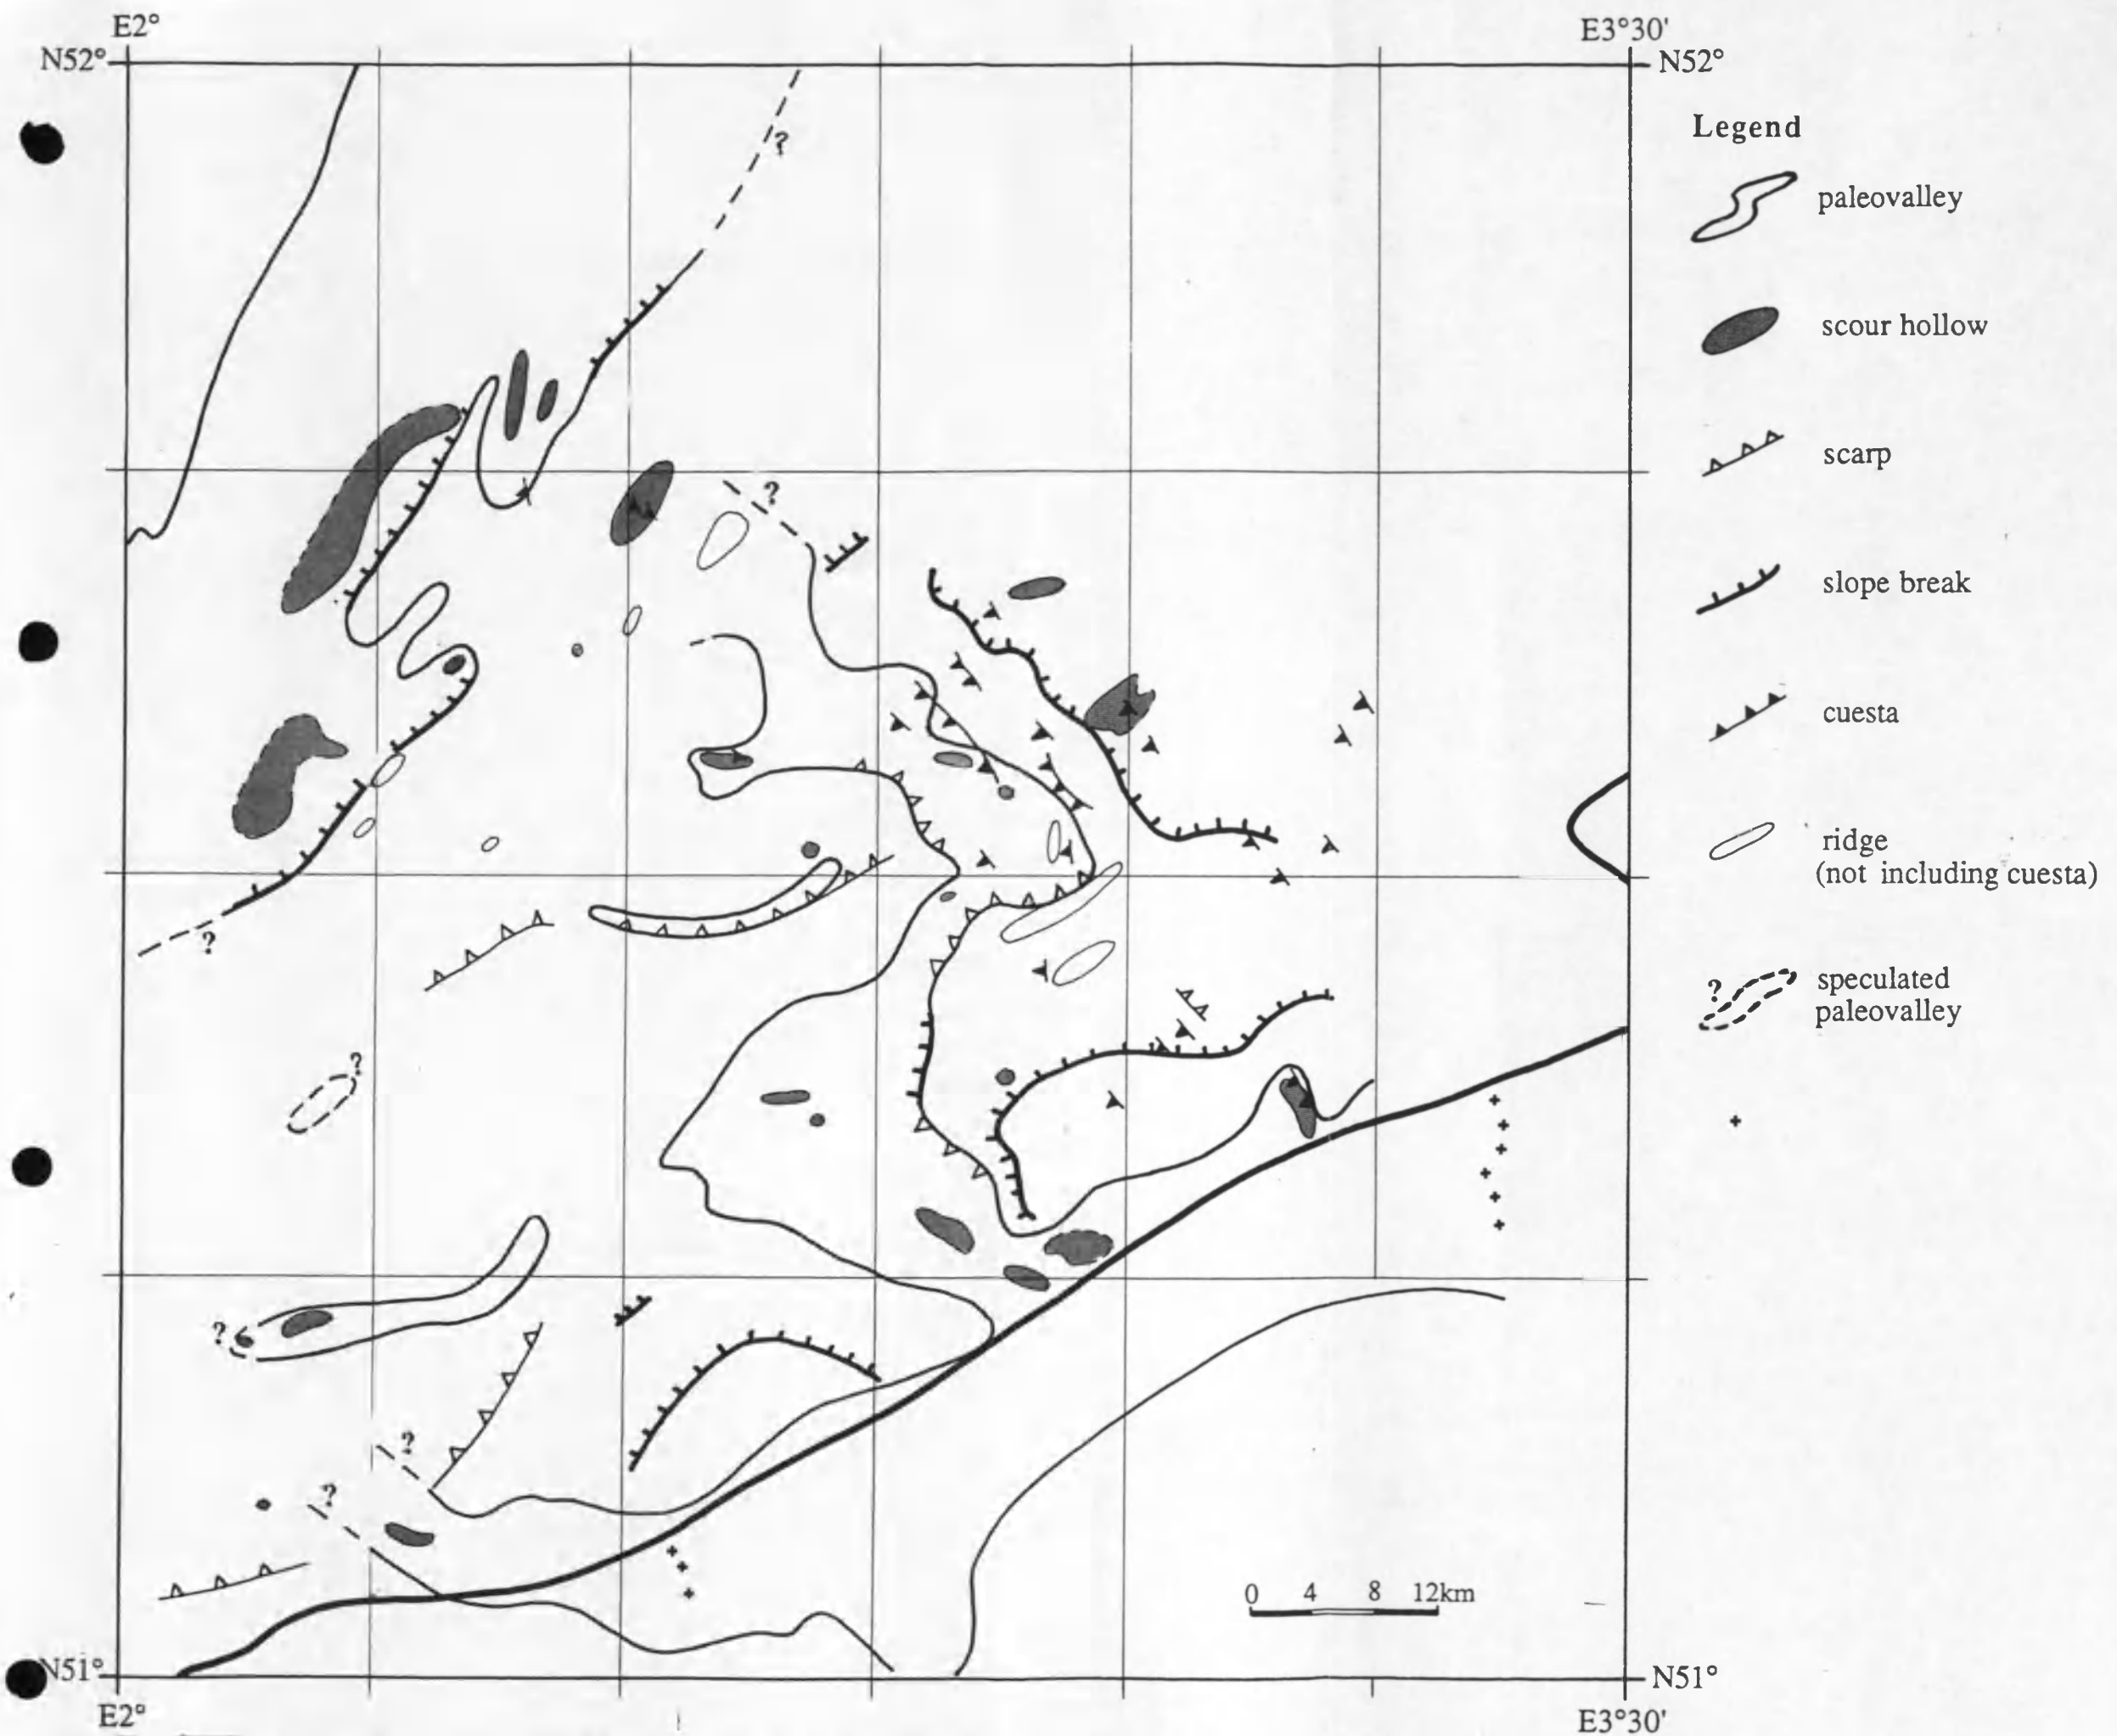 E2°
E3°30'
N52°
N52°
Legend
?
paleovalley
scour hollow
scarp
?
slope break
cuesta
ridge
(not including cuesta)
?
speculated
?
paleovalley
?
?
?
?
0 4 8 12km
N51°
N51°
E2°
E3°30'